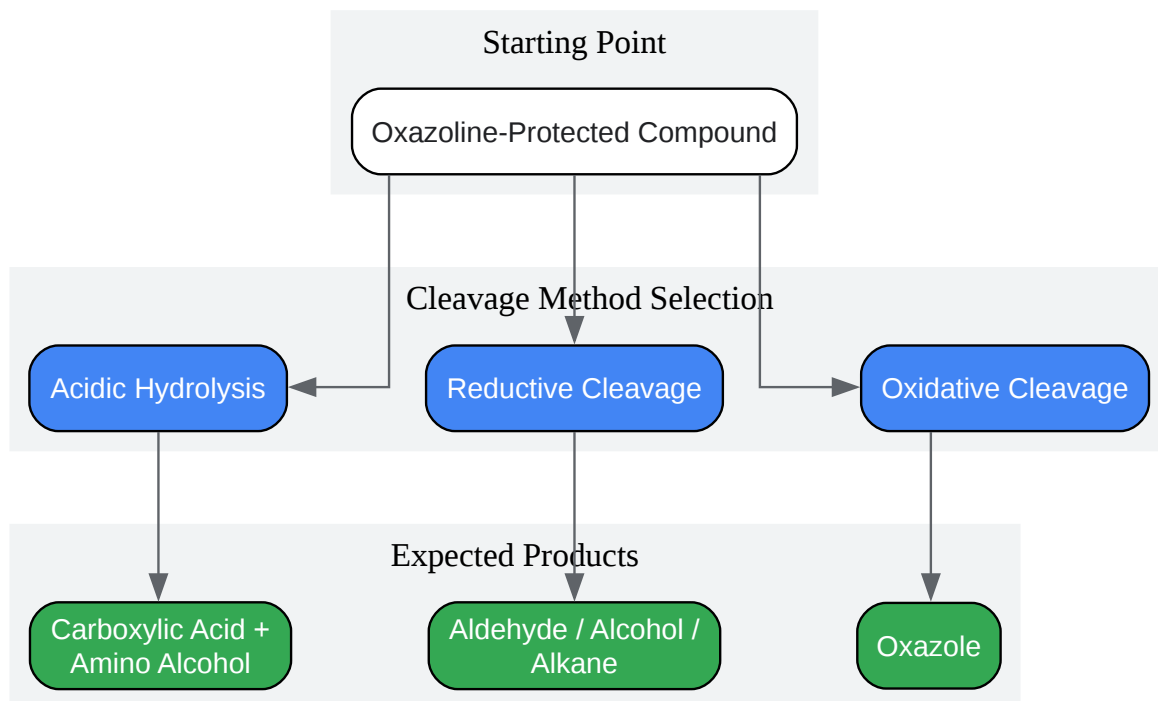 Starting Point
Oxazoline-Protected Compound
Cleavage Method Selection
Acidic Hydrolysis
Reductive Cleavage
Oxidative Cleavage
Expected Products
Carboxylic Acid +
Amino Alcohol
Aldehyde / Alcohol /
Alkane
Oxazole